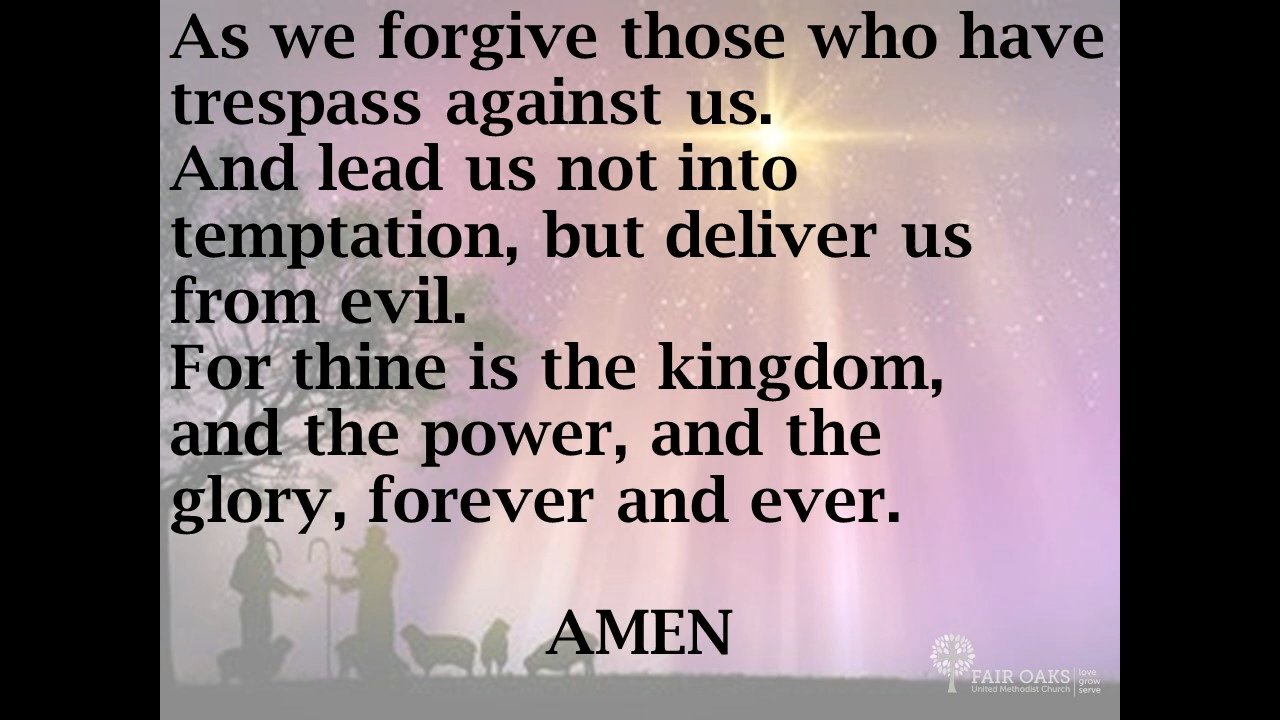 As we forgive those who have
trespass against us.
And lead us not into
temptation, but deliver us
from evil.
For thine is the kingdom,
and the power, and the
glory, forever and ever.
AMEN
FAIR OAKS
United Methodist Church
love
grow
serve